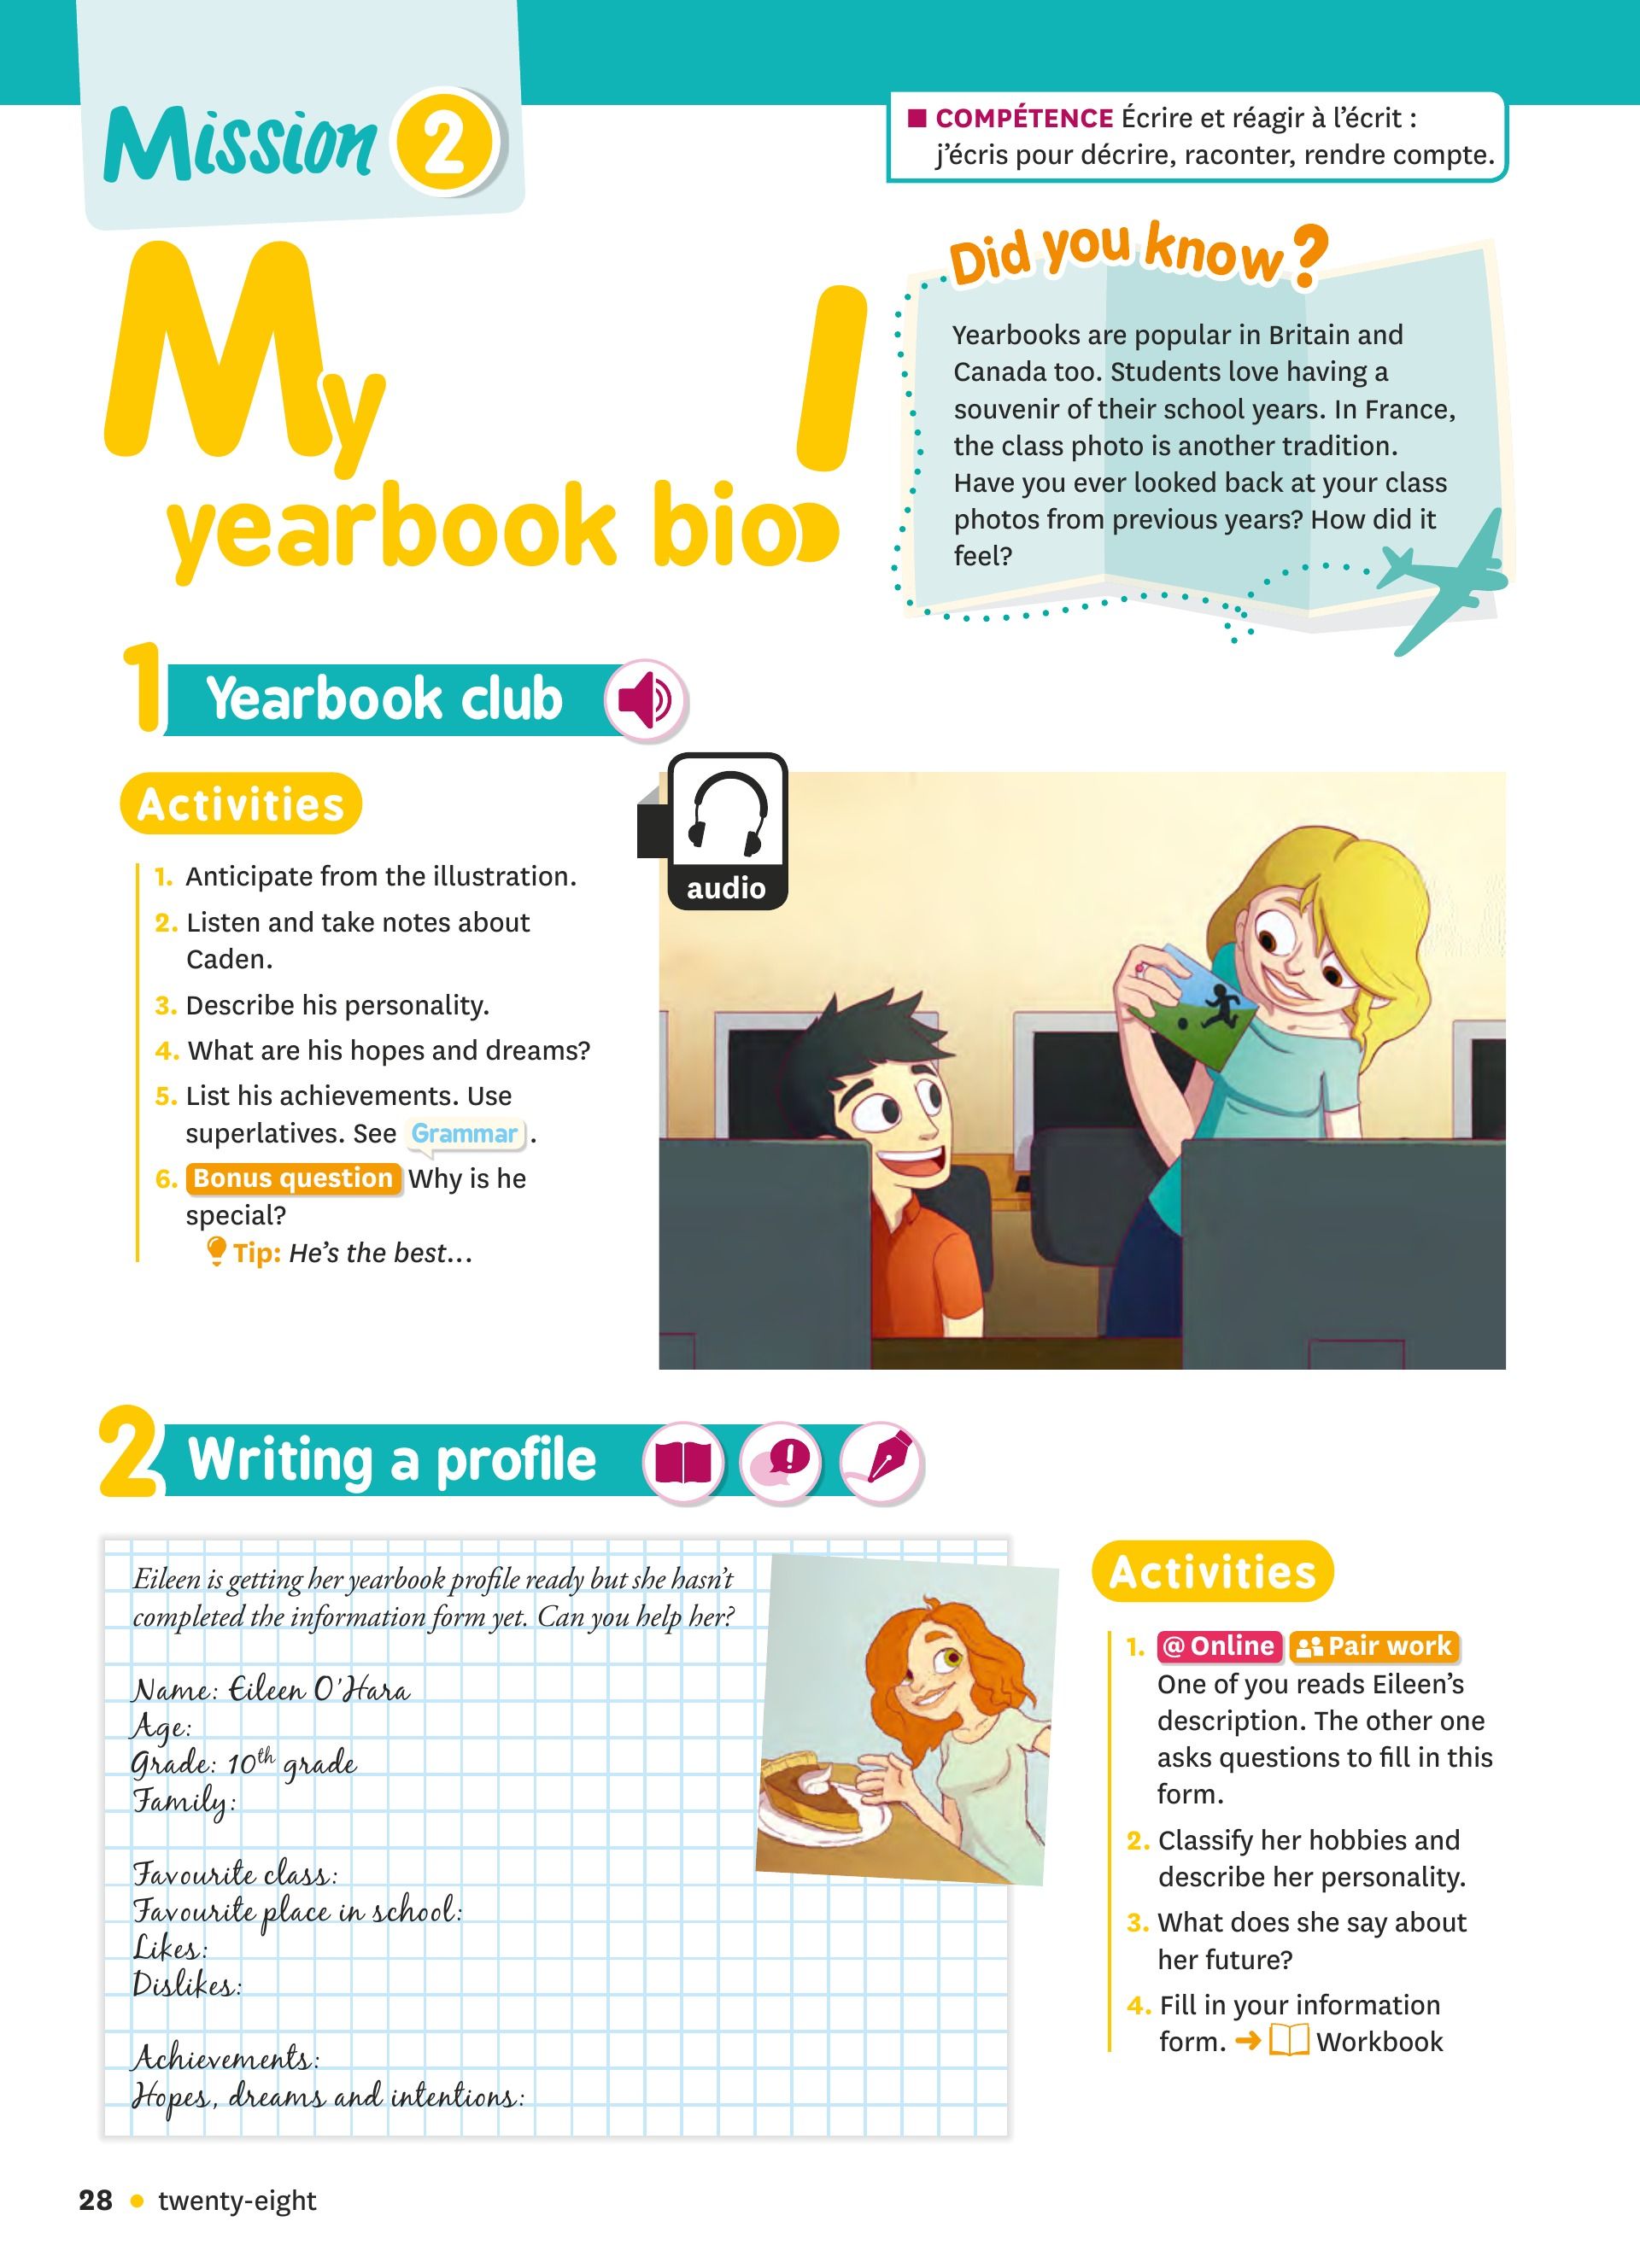 Mission 2
■ COMPÉTENCE Écrire et réagir à l’écrit :
j’écris pour décrire, raconter, rendre compte.
My
yearbook bio!
Did you know?
Yearbooks are popular in Britain and
Canada too. Students love having a
souvenir of their school years. In France,
the class photo is another tradition.
Have you ever looked back at your class
photos from previous years? How did it
feel?
1 Yearbook club
Activities
1. Anticipate from the illustration.
2. Listen and take notes about
Caden.
3. Describe his personality.
4. What are his hopes and dreams?
5. List his achievements. Use
superlatives. See Grammar .
6. Bonus question Why is he
special?
Tip: He’s the best…
audio
2 Writing a profile
Eileen is getting her yearbook profile ready but she hasn’t
completed the information form yet. Can you help her?
Name: Eileen O’Hara
Age:
Grade: 10th grade
Family:
Favourite class:
Favourite place in school:
Likes:
Dislikes:
Achievements:
Hopes, dreams and intentions:
Activities
1. @ Online Pair work
One of you reads Eileen’s
description. The other one
asks questions to fill in this
form.
2. Classify her hobbies and
describe her personality.
3. What does she say about
her future?
4. Fill in your information
form. ➜ Workbook
28 • twenty-eight